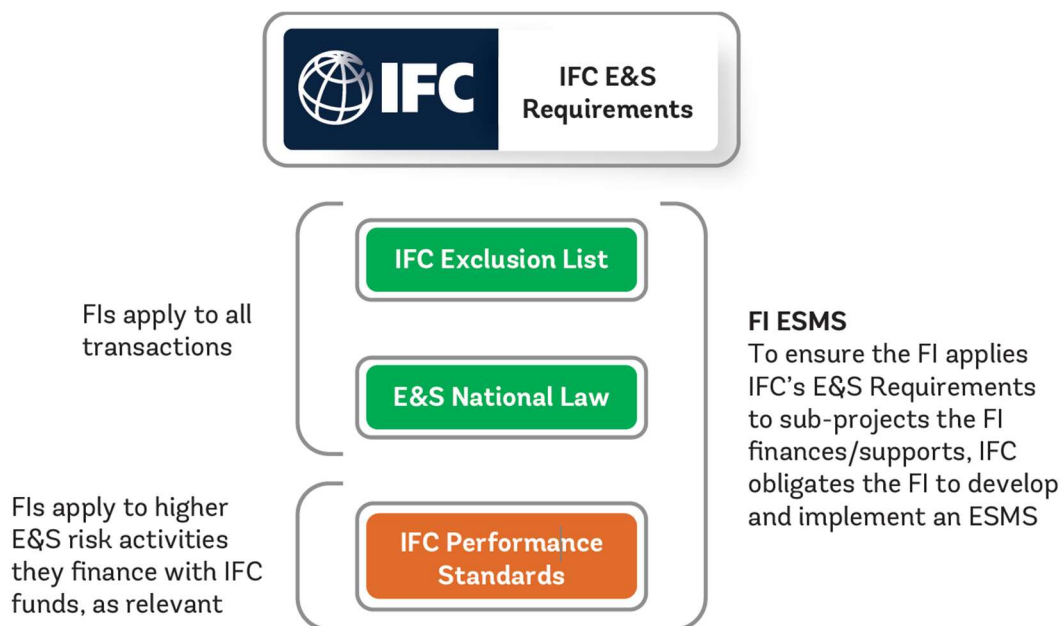 IFC
IFC E&S
Requirements
IFC Exclusion List
FIs apply to all
transactions
E&S National Law
FI ESMS
To ensure the FI applies
IFC's E&S Requirements
to sub-projects the FI
finances/supports, IFC
obligates the FI to develop
and implement an ESMS
FIs apply to higher
E&S risk activities
they finance with IFC
funds, as relevant
IFC Performance
Standards